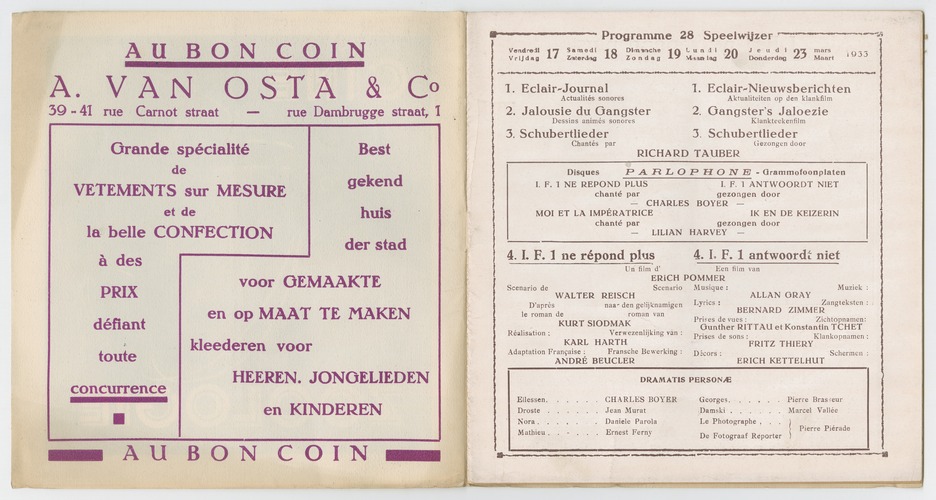 AU BON COIN
A. VAN OSTA & Co
39-41 rue Carnot straat — rue Dambrugge straat, 1
Grande spécialité
de
VETEMENTS sur MESURE
et de
la belle CONFECTION
à des
PRIX
défiant
toute
concurrence
Best
gekend
huis
der stad
voor GEMAAKTE
en op MAAT TE MAKEN
kleederen voor
HEEREN. JONGELIEDEN
en KINDEREN
AU BON COIN
Programme 28 Speelwijzer
Vendredi 17 Samedi 18 Dimanche 19 Lundi 20 Jeudi 23 mars 1933
Vrijdag Zaterdag Zondag Maandag Donderdag Maart
1. Eclair-Journal
Actualités sonores
2. Jalousie du Gangster
Dessins animés sonores
3. Schubertlieder
Chantés par
1. Eclair-Nieuwsberichten
Aktualiteiten op den klankfilm
2. Gangster's Jaloezie
Klankteekenfilm
3. Schubertlieder
Gezongen door
RICHARD TAUBER
Disques PARLOPHONE - Grammofoonplaten
I. F. 1 NE REPOND PLUS I. F. 1 ANTWOORDT NIET
chanté par gezongen door
— CHARLES BOYER —
MOI ET LA IMPÉRATRICE IK EN DE KEIZERIN
chanté par gezongen door
— LILIAN HARVEY —
4. I. F. 1 ne répond plus 4. I. F. 1 antwoordt niet
Un film d' Een film van
ERICH POMMER
Scenario de Scenario
WALTER REISCH
D'après naar den gelijknamigen
le roman de roman van
KURT SIODMAK
Réalisation : Verwezenlijking van :
KARL HARTH
Adaptation Française : Fransche Bewerking :
ANDRÉ BEUCLER
Musique : Muziek :
ALLAN GRAY
Lyrics : Zangteksten :
BERNARD ZIMMER
Prises de vues : Zichtopnamen:
Gunther RITTAU et Konstantin TCHET
Prises de sons : Klankopnamen :
FRITZ THIERY
Décors : Schermen :
ERICH KETTELHUT
DRAMATIS PERSONÆ
Ellessen. . . . . . CHARLES BOYER
Droste . . . . . . Jean Murat
Nora . . . . . . . Daniele Parola
Mathieu . . . . . . Ernest Ferny
Georges. . . . . . Pierre Brasseur
Damski . . . . . . Marcel Vallée
Le Photographe . .
De Fotograaf Reporter
Pierre Piérade